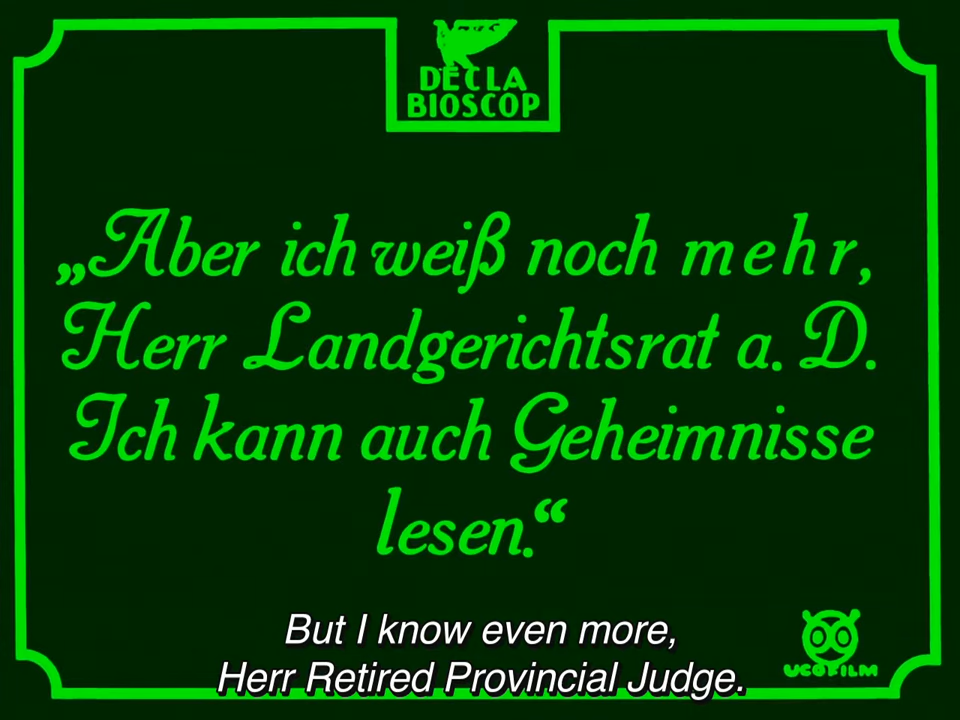 DECLA
BIOSCOP
„Aber ich weiß noch mehr,
Herr Landgerichtsrat a. D.
Ich kann auch Geheimnisse
lesen.“
But I know even more,
Herr Retired Provincial Judge.
UCOFILM